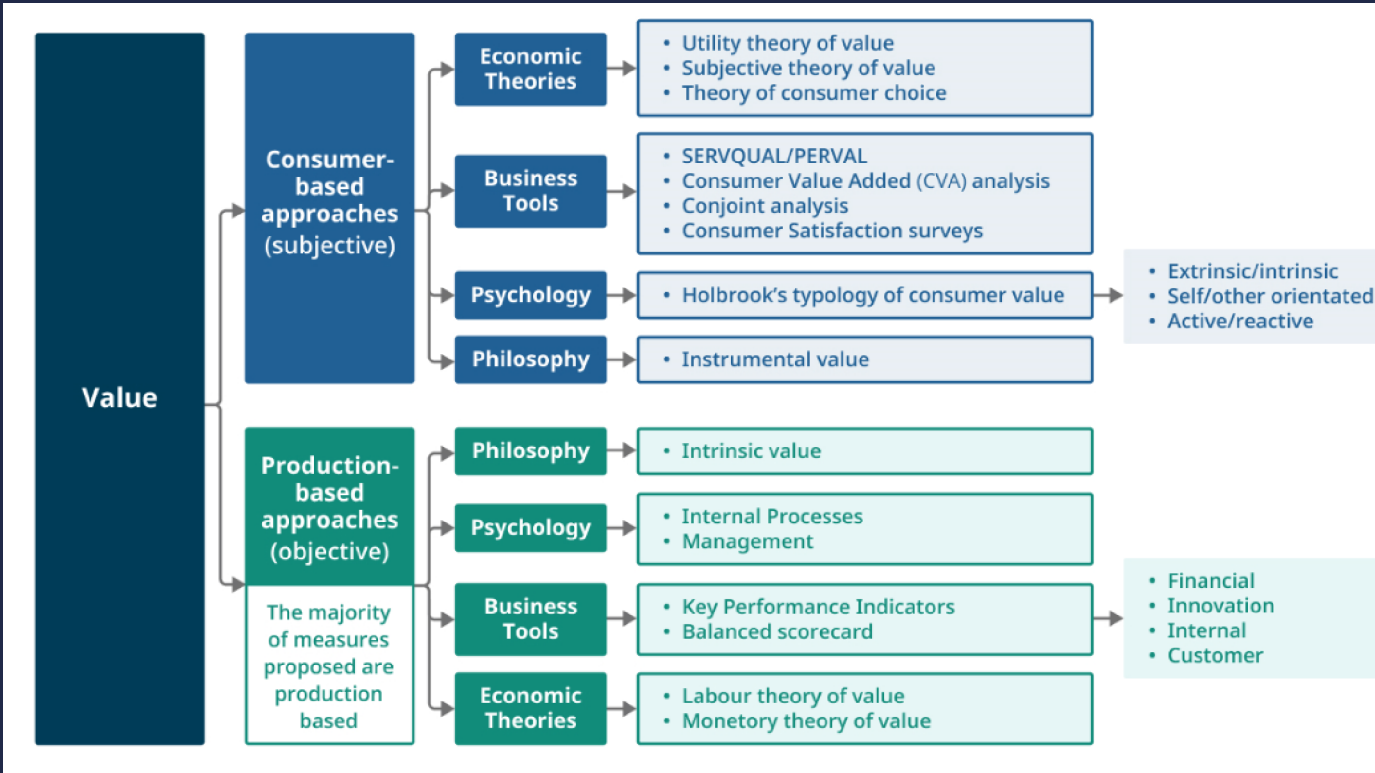 Value
Consumer-
based
approaches
(subjective)
Economic
Theories
• Utility theory of value
• Subjective theory of value
• Theory of consumer choice
Business
Tools
• SERVQUAL/PERVAL
• Consumer Value Added (CVA) analysis
• Conjoint analysis
• Consumer Satisfaction surveys
Psychology
• Holbrook's typology of consumer value
• Extrinsic/intrinsic
• Self/other orientated
• Active/reactive
Philosophy
• Instrumental value
Production-
based
approaches
(objective)
The majority
of measures
proposed are
production
based
Philosophy
• Intrinsic value
Psychology
• Internal Processes
• Management
Business
Tools
• Key Performance Indicators
• Balanced scorecard
• Financial
• Innovation
• Internal
• Customer
Economic
Theories
• Labour theory of value
• Monetory theory of value